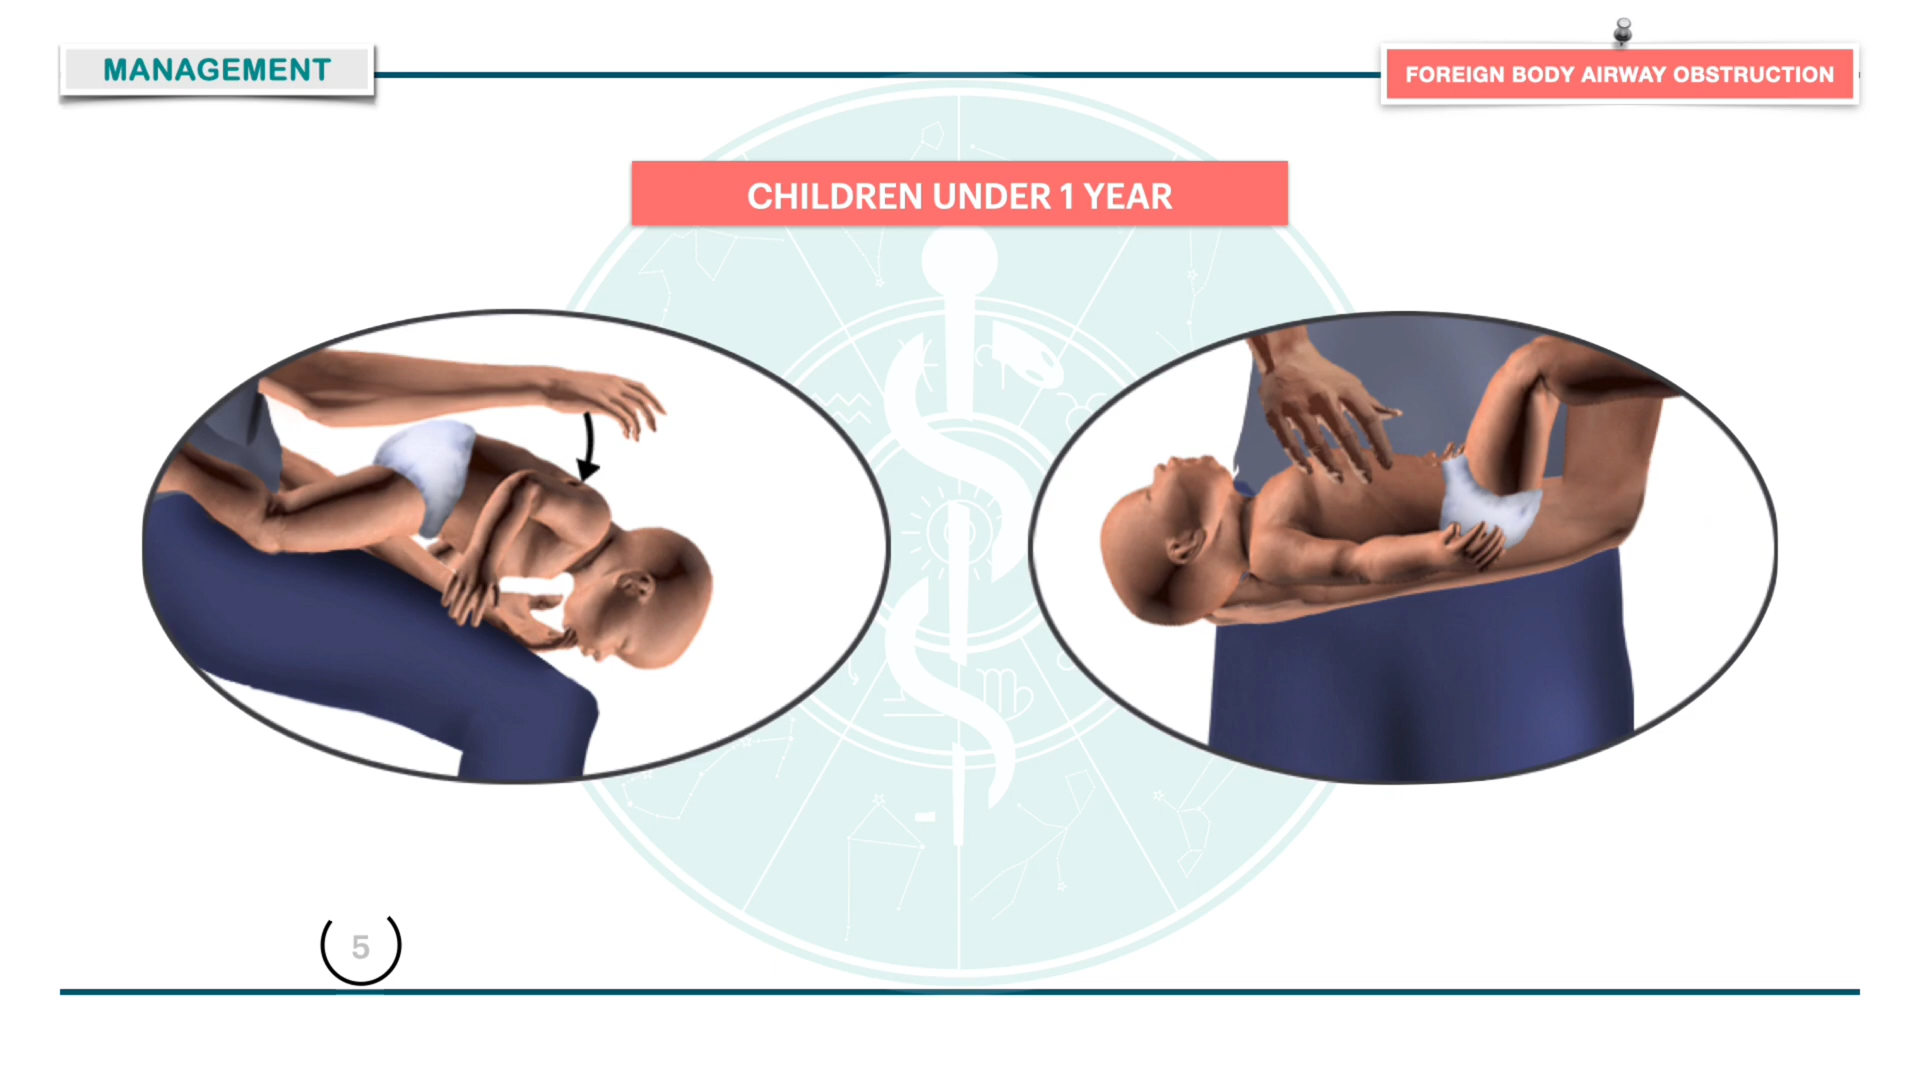 MANAGEMENT
FOREIGN BODY AIRWAY OBSTRUCTION
CHILDREN UNDER 1 YEAR
5